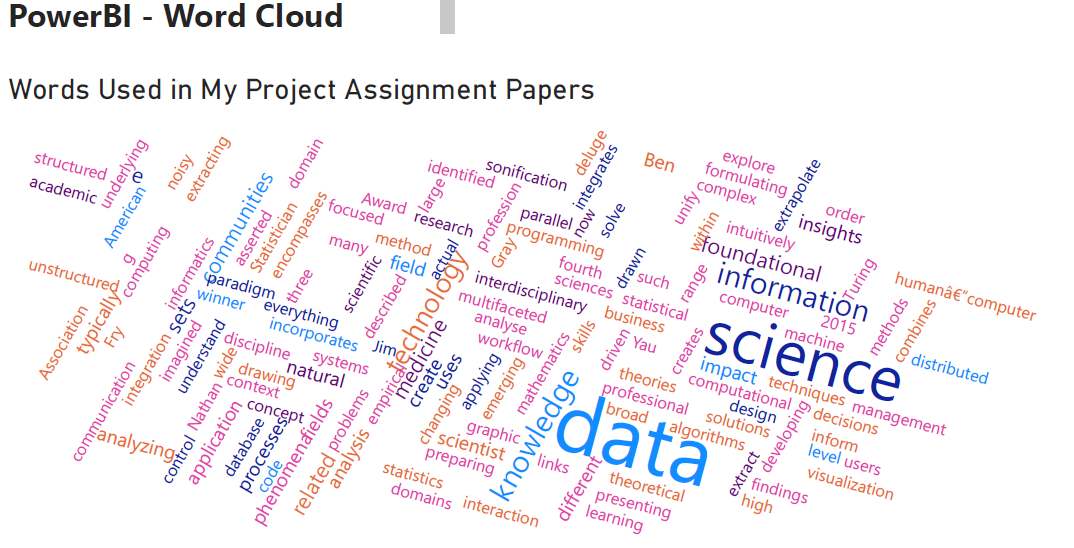 PowerBI - Word Cloud
Words Used in My Project Assignment Papers
structured
academic
underlying
e
American
noisy
extracting
domain
communities
asserted
Statistician
encompasses
g
computing
informatics
unstructured
Association
typically
Fry
sets
integration
imagined
understand
paradigm
winner
everything
incorporates
three
many
focused
Award
large
method
field
research
actual
scientific
described
identified
sonification
profession
Gray
parallel
programming
now
integrates
deluge
solve
Ben
explore
formulating
complex
unify
within
extrapolate
order
intuitively
insights
foundational
information
Turing
humanâ€“computer
fourth
sciences
such
drawn
statistical
range
interdisciplinary
multifaceted
analyse
workflow
business
skills
driven
Yau
creates
computer
2015
machine
methods
combines
science
distributed
technology
medicine
Jim
systems
discipline
natural
wide
drawing
context
concept
Nathan
application
communication
analyzing
control
database
processes
code
phenomena
fields
problems
related
analysis
empirical
create
uses
applying
emerging
changing
mathematics
knowledge
scientist
graphic
preparing
links
statistics
domains
interaction
data
different
theories
professional
broad
algorithms
theoretical
presenting
learning
impact
computational
techniques
design
solutions
developing
decisions
management
inform
level
users
visualization
extract
findings
high